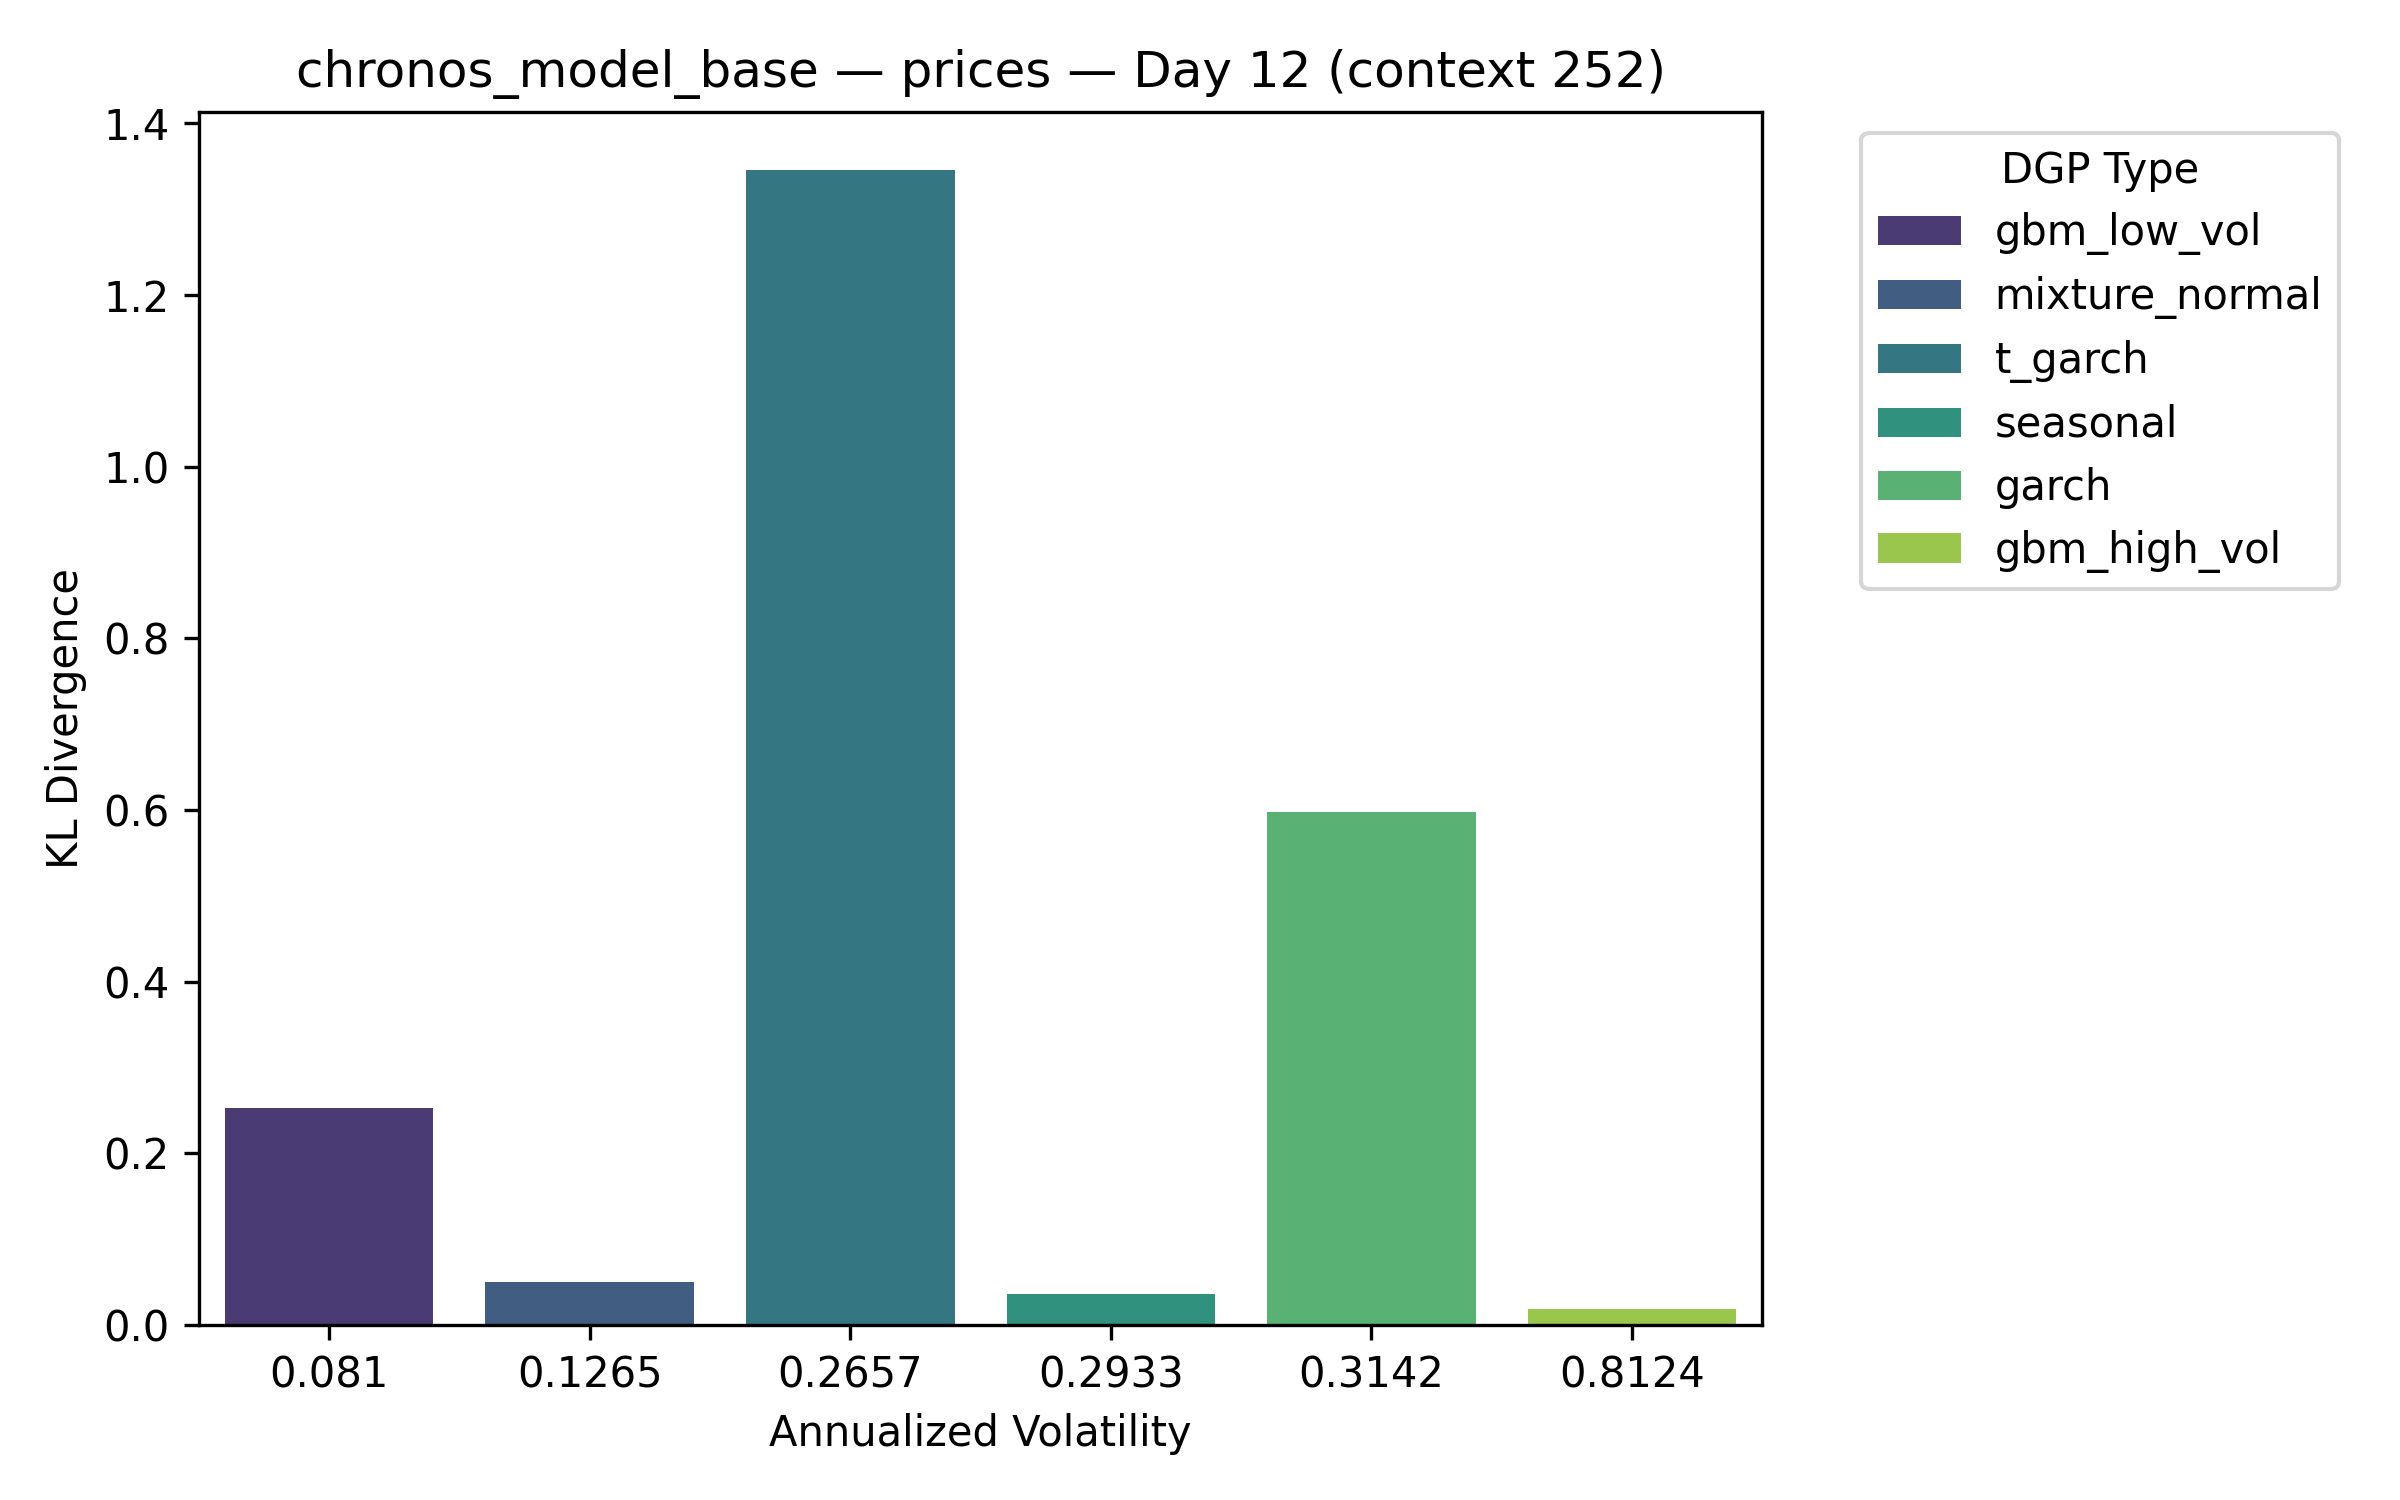 chronos_model_base — prices — Day 12 (context 252)
1.4
1.2
1.0
0.8
0.6
0.4
0.2
0.0
KL Divergence
0.081 0.1265 0.2657 0.2933 0.3142 0.8124
Annualized Volatility
DGP Type
gbm_low_vol
mixture_normal
t_garch
seasonal
garch
gbm_high_vol